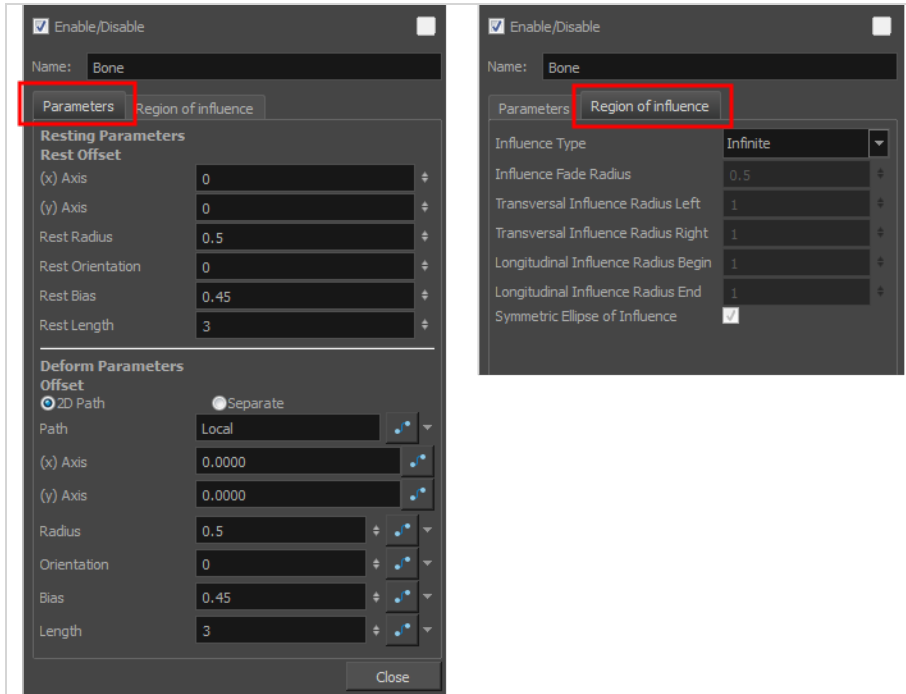 Enable/Disable
Name: Bone
Parameters Region of influence
Resting Parameters
Rest Offset
(x) Axis 0
(y) Axis 0
Rest Radius 0.5
Rest Orientation 0
Rest Bias 0.45
Rest Length 3
Deform Parameters
Offset
2D Path Separate
Path Local
(x) Axis 0.0000
(y) Axis 0.0000
Radius 0.5
Orientation 0
Bias 0.45
Length 3
Close
Enable/Disable
Name: Bone
Parameters Region of influence
Influence Type Infinite
Influence Fade Radius 0.5
Transversal Influence Radius Left 1
Transversal Influence Radius Right 1
Longitudinal Influence Radius Begin 1
Longitudinal Influence Radius End 1
Symmetric Ellipse of Influence